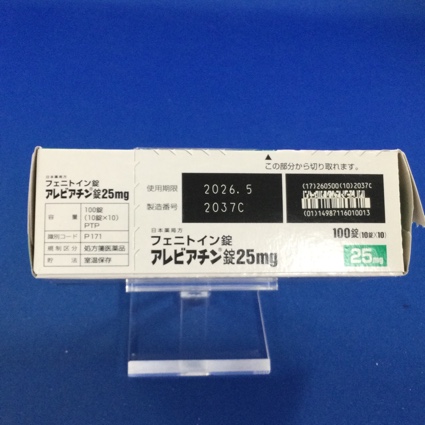 日本薬局方
フェニトイン錠
アレビアチン錠25mg
容量 100錠
(10錠×10)
PTP
識別コード P171
規制区分 処方箋医薬品
貯法 室温保存
▲
この部分から切り取れます。
使用期限 2026.5
製造番号 2037C
(17)260500(10)2037C
(01)14987116010013
日本薬局方
フェニトイン錠
アレビアチン錠25mg
100錠(10錠×10)
25mg